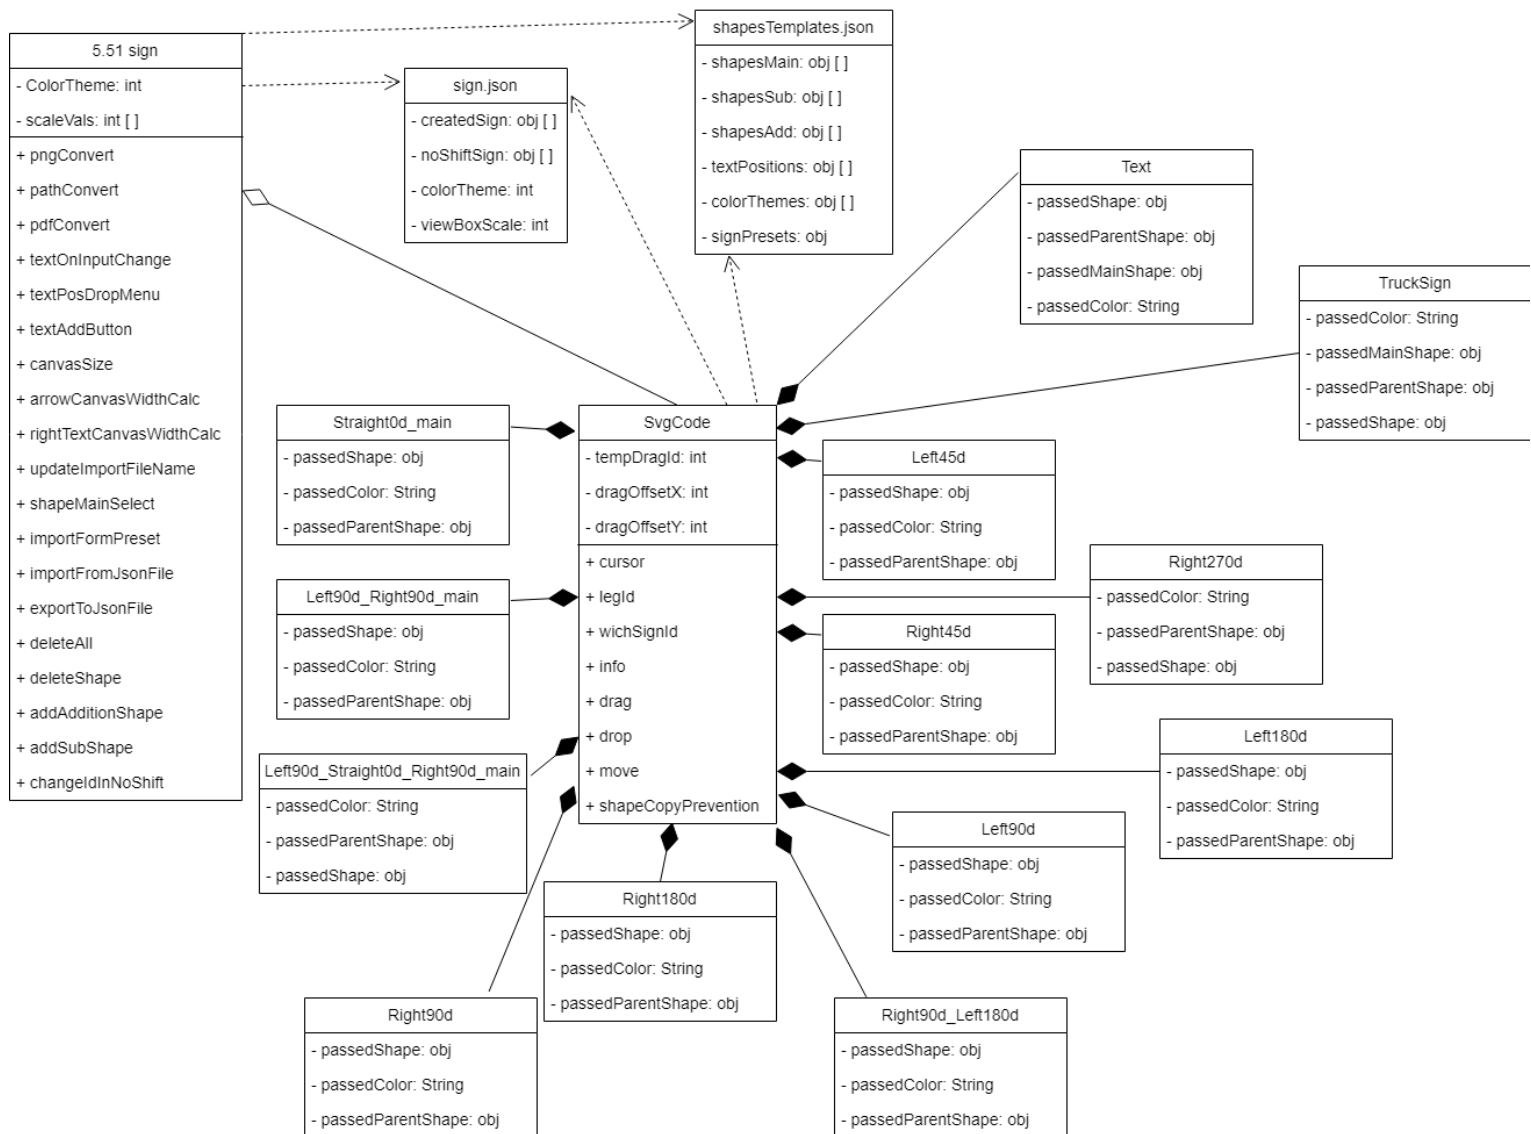 5.51 sign
- ColorTheme: int
- scaleVals: int [ ]
+ pngConvert
+ pathConvert
+ pdfConvert
+ textOnInputChange
+ textPosDropMenu
+ textAddButton
+ canvasSize
+ arrowCanvasWidthCalc
+ rightTextCanvasWidthCalc
+ updateImportFileName
+ shapeMainSelect
+ importFormPreset
+ importFromJsonFile
+ exportToJsonFile
+ deleteAll
+ deleteShape
+ addAdditionShape
+ addSubShape
+ changeIdInNoShift
sign.json
- createdSign: obj [ ]
- noShiftSign: obj [ ]
- colorTheme: int
- viewBoxScale: int
shapesTemplates.json
- shapesMain: obj [ ]
- shapesSub: obj [ ]
- shapesAdd: obj [ ]
- textPositions: obj [ ]
- colorThemes: obj [ ]
- signPresets: obj
Text
- passedShape: obj
- passedParentShape: obj
- passedMainShape: obj
- passedColor: String
TruckSign
- passedColor: String
- passedMainShape: obj
- passedParentShape: obj
- passedShape: obj
Straight0d_main
- passedShape: obj
- passedColor: String
- passedParentShape: obj
SvgCode
- tempDragId: int
- dragOffsetX: int
- dragOffsetY: int
+ cursor
+ legId
+ wichSignId
+ info
+ drag
+ drop
+ move
+ shapeCopyPrevention
Left45d
- passedShape: obj
- passedColor: String
- passedParentShape: obj
Right270d
- passedColor: String
- passedParentShape: obj
- passedShape: obj
Left90d_Right90d_main
- passedShape: obj
- passedColor: String
- passedParentShape: obj
Right45d
- passedShape: obj
- passedColor: String
- passedParentShape: obj
Left180d
- passedShape: obj
- passedColor: String
- passedParentShape: obj
Left90d_Straight0d_Right90d_main
- passedColor: String
- passedParentShape: obj
- passedShape: obj
Left90d
- passedShape: obj
- passedColor: String
- passedParentShape: obj
Right180d
- passedShape: obj
- passedColor: String
- passedParentShape: obj
Right90d
- passedShape: obj
- passedColor: String
- passedParentShape: obj
Right90d_Left180d
- passedShape: obj
- passedColor: String
- passedParentShape: obj